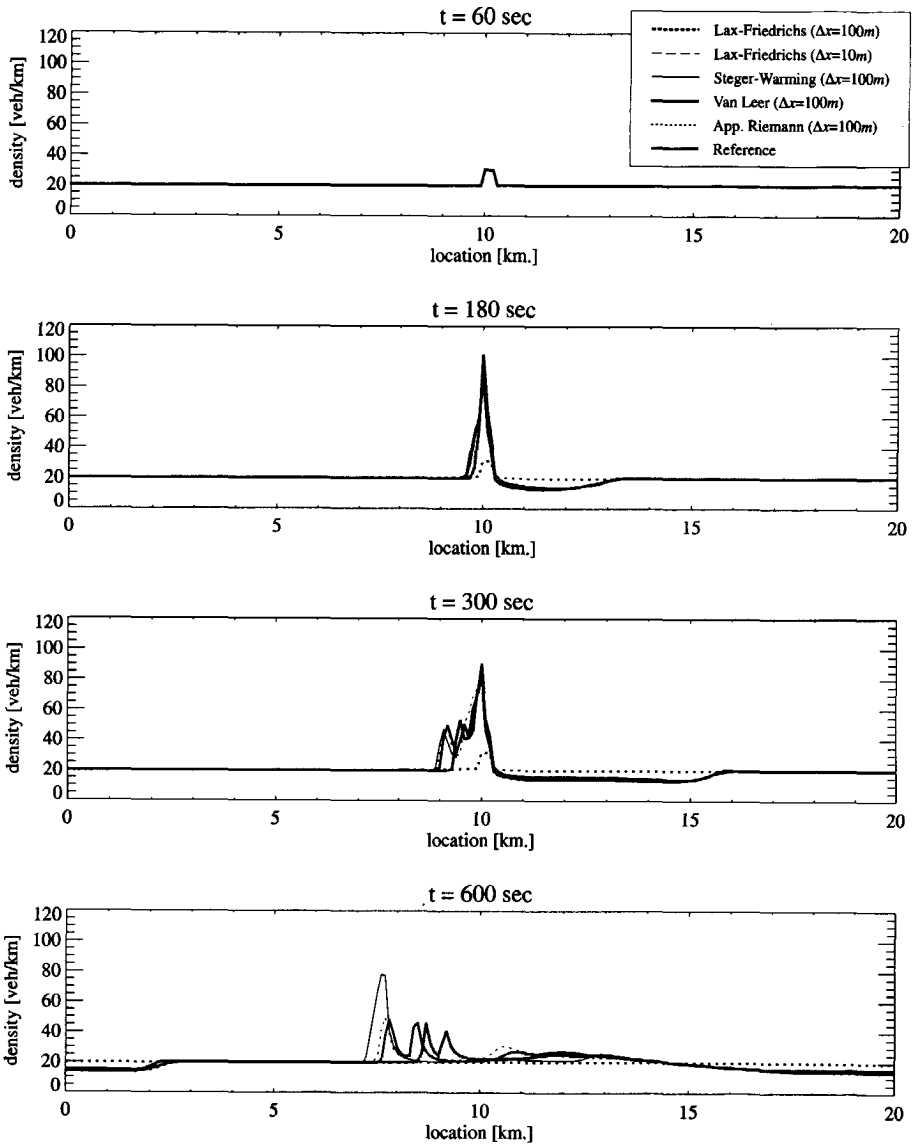 t = 60 sec
120
100
80
60
40
20
0
density [veh/km]
0 5 10 15 20
location [km.]
Lax-Friedrichs (Δx=100m)
Lax-Friedrichs (Δx=10m)
Steger-Warming (Δx=100m)
Van Leer (Δx=100m)
App. Riemann (Δx=100m)
Reference
t = 180 sec
120
100
80
60
40
20
0
density [veh/km]
0 5 10 15 20
location [km.]
t = 300 sec
120
100
80
60
40
20
0
density [veh/km]
0 5 10 15 20
location [km.]
t = 600 sec
120
100
80
60
40
20
0
density [veh/km]
0 5 10 15 20
location [km.]